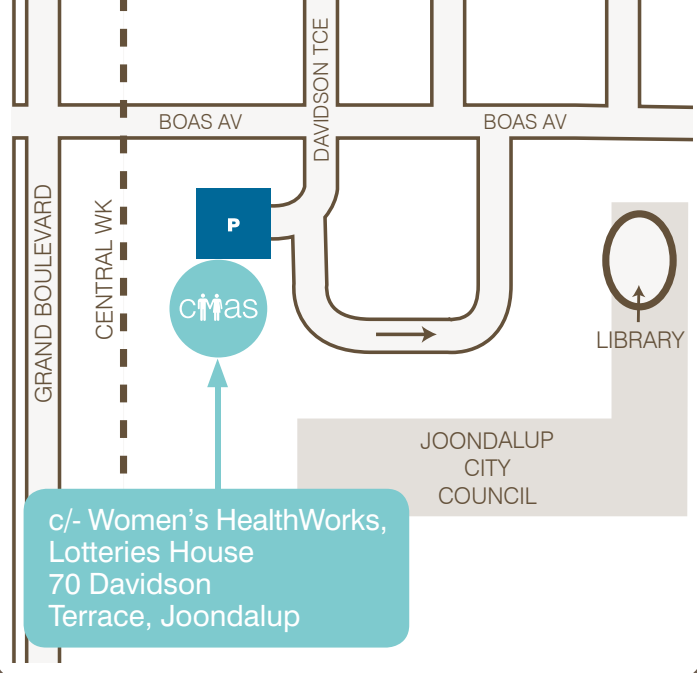 DAVIDSON TCE
BOAS AV
BOAS AV
GRAND BOULEVARD
CENTRAL WK
P
cmas
LIBRARY
JOONDALUP
CITY
COUNCIL
c/- Women's HealthWorks,
Lotteries House
70 Davidson
Terrace, Joondalup